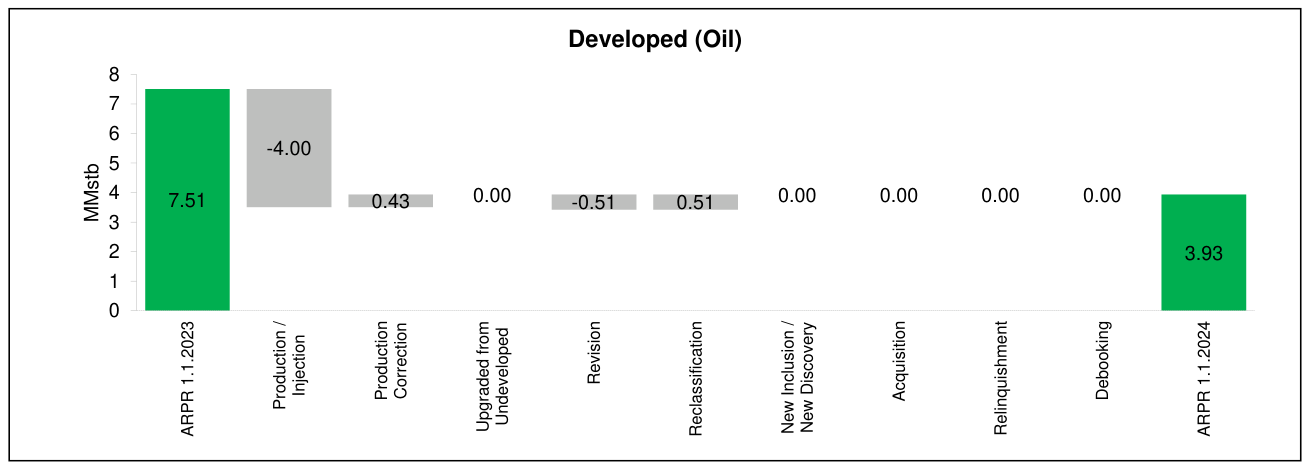 Developed (Oil)
MMstb
8
7
6
5
4
3
2
1
0
7.51
-4.00
0.43
0.00
-0.51
0.51
0.00
0.00
0.00
0.00
3.93
ARPR 1.1.2023
Production /
Injection
Production
Correction
Upgraded from
Undeveloped
Revision
Reclassification
New Inclusion /
New Discovery
Acquisition
Relinquishment
Debooking
ARPR 1.1.2024